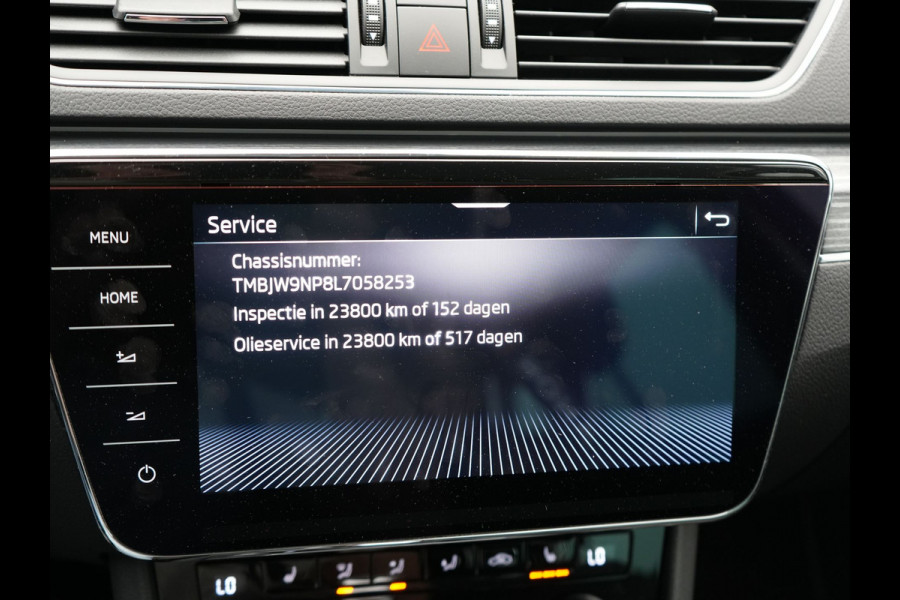 MENU
HOME
Service
Chassisnummer:
TMBJW9NP8L7058253
Inspectie in 23800 km of 152 dagen
Olieservice in 23800 km of 517 dagen
LO
LO